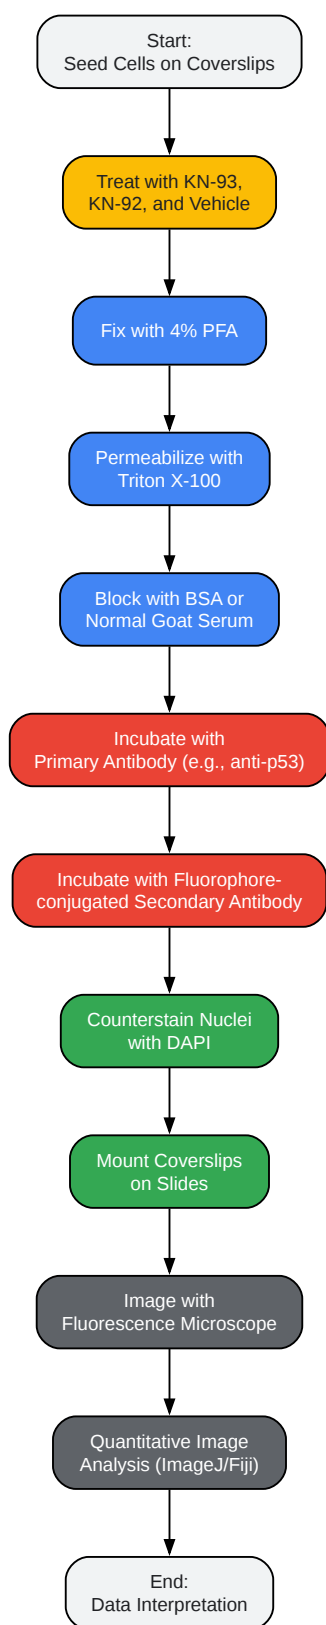 Start:
Seed Cells on Coverslips
Treat with KN-93,
KN-92, and Vehicle
Fix with 4% PFA
Permeabilize with
Triton X-100
Block with BSA or
Normal Goat Serum
Incubate with
Primary Antibody (e.g., anti-p53)
Incubate with Fluorophore-
conjugated Secondary Antibody
Counterstain Nuclei
with DAPI
Mount Coverslips
on Slides
Image with
Fluorescence Microscope
Quantitative Image
Analysis (ImageJ/Fiji)
End:
Data Interpretation